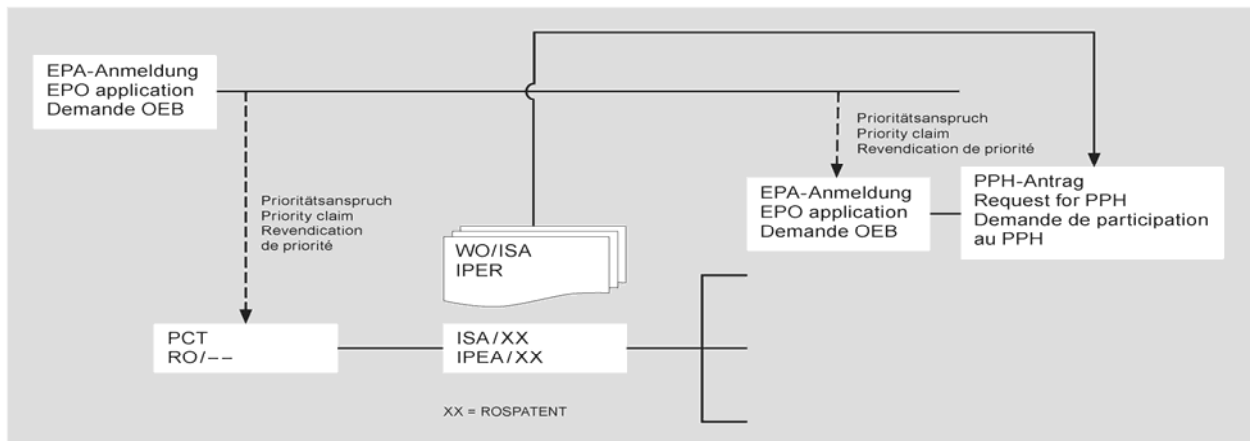 EPA-Anmeldung
EPO application
Demande OEB
Prioritätsanspruch
Priority claim
Revendication de priorité
EPA-Anmeldung
EPO application
Demande OEB
PPH-Antrag
Request for PPH
Demande de participation
au PPH
Prioritätsanspruch
Priority claim
Revendication
de priorité
WO/ISA
IPER
PCT
RO/––
ISA/XX
IPEA/XX
XX = ROSPATENT